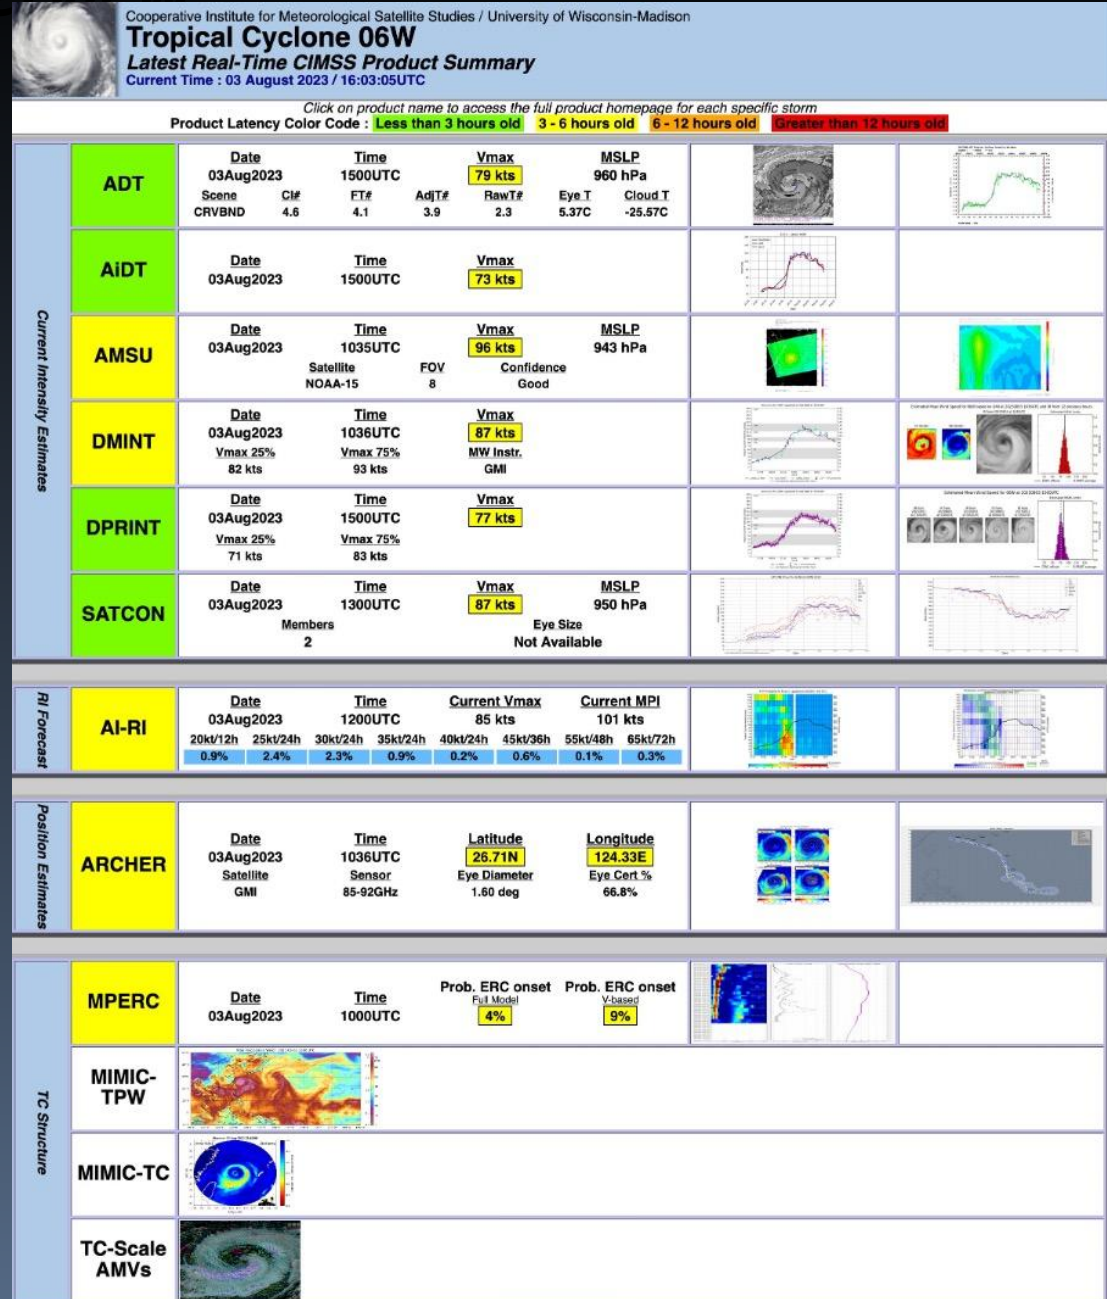 Cooperative Institute for Meteorological Satellite Studies / University of Wisconsin-Madison
Tropical Cyclone 06W
Latest Real-Time CIMSS Product Summary
Current Time : 03 August 2023 / 16:03:05UTC
Click on product name to access the full product homepage for each specific storm
Product Latency Color Code : Less than 3 hours old 3 - 6 hours old 6 - 12 hours old Greater than 12 hours old
Current Intensity Estimates
ADT
Date Time Vmax MSLP
03Aug2023 1500UTC 79 kts 960 hPa
Scene CI# FT# AdjT# RawT# Eye T Cloud T
CRVBND 4.6 4.1 3.9 2.3 5.37C -25.57C
AiDT
Date Time Vmax
03Aug2023 1500UTC 73 kts
AMSU
Date Time Vmax MSLP
03Aug2023 1035UTC 96 kts 943 hPa
Satellite FOV Confidence
NOAA-15 8 Good
DMINT
Date Time Vmax
03Aug2023 1036UTC 87 kts
Vmax 25% Vmax 75% MW Instr.
82 kts 93 kts GMI
DPRINT
Date Time Vmax
03Aug2023 1500UTC 77 kts
Vmax 25% Vmax 75%
71 kts 83 kts
SATCON
Date Time Vmax MSLP
03Aug2023 1300UTC 87 kts 950 hPa
Members Eye Size
2 Not Available
RI Forecast
AI-RI
Date Time Current Vmax Current MPI
03Aug2023 1200UTC 85 kts 101 kts
20kt/12h 25kt/24h 30kt/24h 35kt/24h 40kt/24h 45kt/36h 55kt/48h 65kt/72h
0.9% 2.4% 2.3% 0.9% 0.2% 0.6% 0.1% 0.3%
Position Estimates
ARCHER
Date Time Latitude Longitude
03Aug2023 1036UTC 26.71N 124.33E
Satellite Sensor Eye Diameter Eye Cert %
GMI 85-92GHz 1.60 deg 66.8%
TC Structure
MPERC
Date Time Prob. ERC onset Prob. ERC onset
Full Model V-based
03Aug2023 1000UTC 4% 9%
MIMIC-
TPW
MIMIC-TC
TC-Scale
AMVs